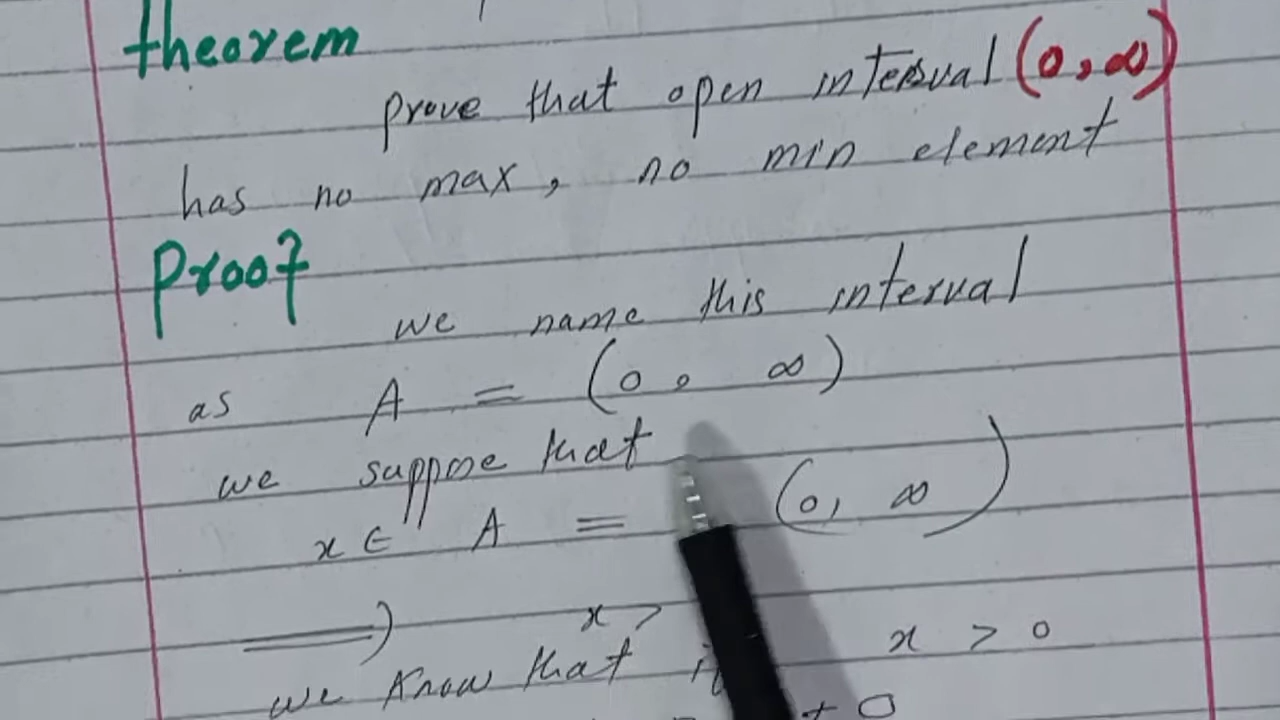 theorem
prove that open interval (0, ∞)
has no max, no min element
Proof
we name this interval
as A = (0, ∞)
we suppose that
x ∈ A = (0, ∞)
⟹ x >
we know that x > 0
+ 0